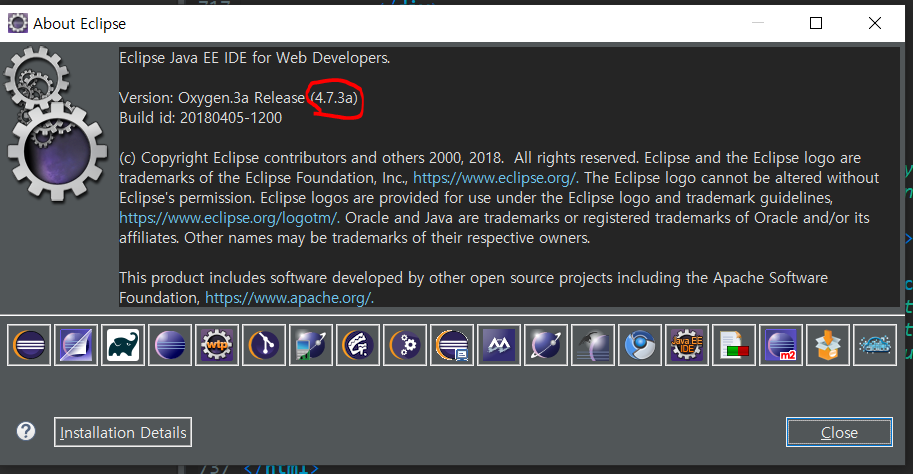 717 </div>
About Eclipse
Eclipse Java EE IDE for Web Developers.
Version: Oxygen.3a Release (4.7.3a)
Build id: 20180405-1200
(c) Copyright Eclipse contributors and others 2000, 2018.  All rights reserved. Eclipse and the Eclipse logo are
trademarks of the Eclipse Foundation, Inc., https://www.eclipse.org/. The Eclipse logo cannot be altered without
Eclipse's permission. Eclipse logos are provided for use under the Eclipse logo and trademark guidelines,
https://www.eclipse.org/logotm/. Oracle and Java are trademarks or registered trademarks of Oracle and/or its
affiliates. Other names may be trademarks of their respective owners.
This product includes software developed by other open source projects including the Apache Software
Foundation, https://www.apache.org/.
wtp
Java EE
IDE
m2
Installation Details
Close
737 </html>